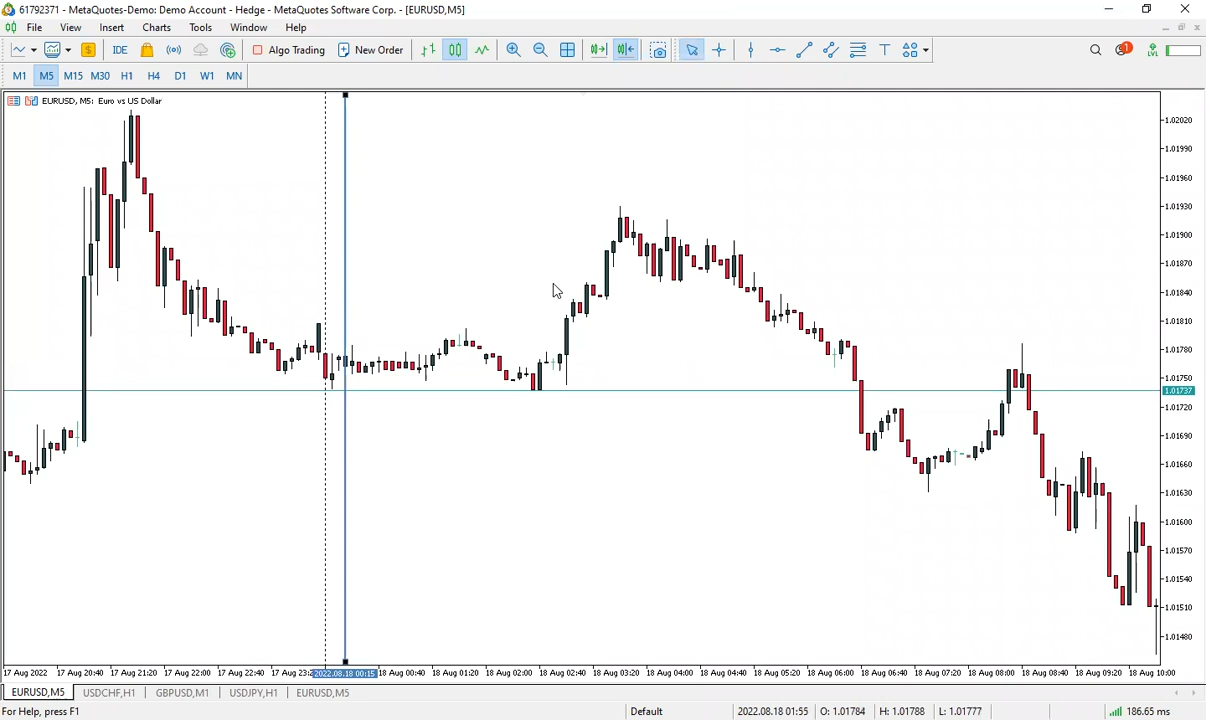 61792371 - MetaQuotes-Demo: Demo Account - Hedge - MetaQuotes Software Corp. - [EURUSD,M5]
File View Insert Charts Tools Window Help
IDE Algo Trading New Order LVL 1
M1 M5 M15 M30 H1 H4 D1 W1 MN
EURUSD, M5: Euro vs US Dollar
1.02020
1.01990
1.01960
1.01930
1.01900
1.01870
1.01840
1.01810
1.01780
1.01750
1.01737
1.01720
1.01690
1.01660
1.01630
1.01600
1.01570
1.01540
1.01510
1.01480
17 Aug 2022 17 Aug 20:40 17 Aug 21:20 17 Aug 22:00 17 Aug 22:40 17 Aug 23:2 2022.08.18 00:15 18 Aug 00:40 18 Aug 01:20 18 Aug 02:00 18 Aug 02:40 18 Aug 03:20 18 Aug 04:00 18 Aug 04:40 18 Aug 05:20 18 Aug 06:00 18 Aug 06:40 18 Aug 07:20 18 Aug 08:00 18 Aug 08:40 18 Aug 09:20 18 Aug 10:00
EURUSD,M5 USDCHF,H1 GBPUSD,M1 USDJPY,H1 EURUSD,M5
For Help, press F1 Default 2022.08.18 01:55 O: 1.01784 H: 1.01788 L: 1.01777 186.65 ms